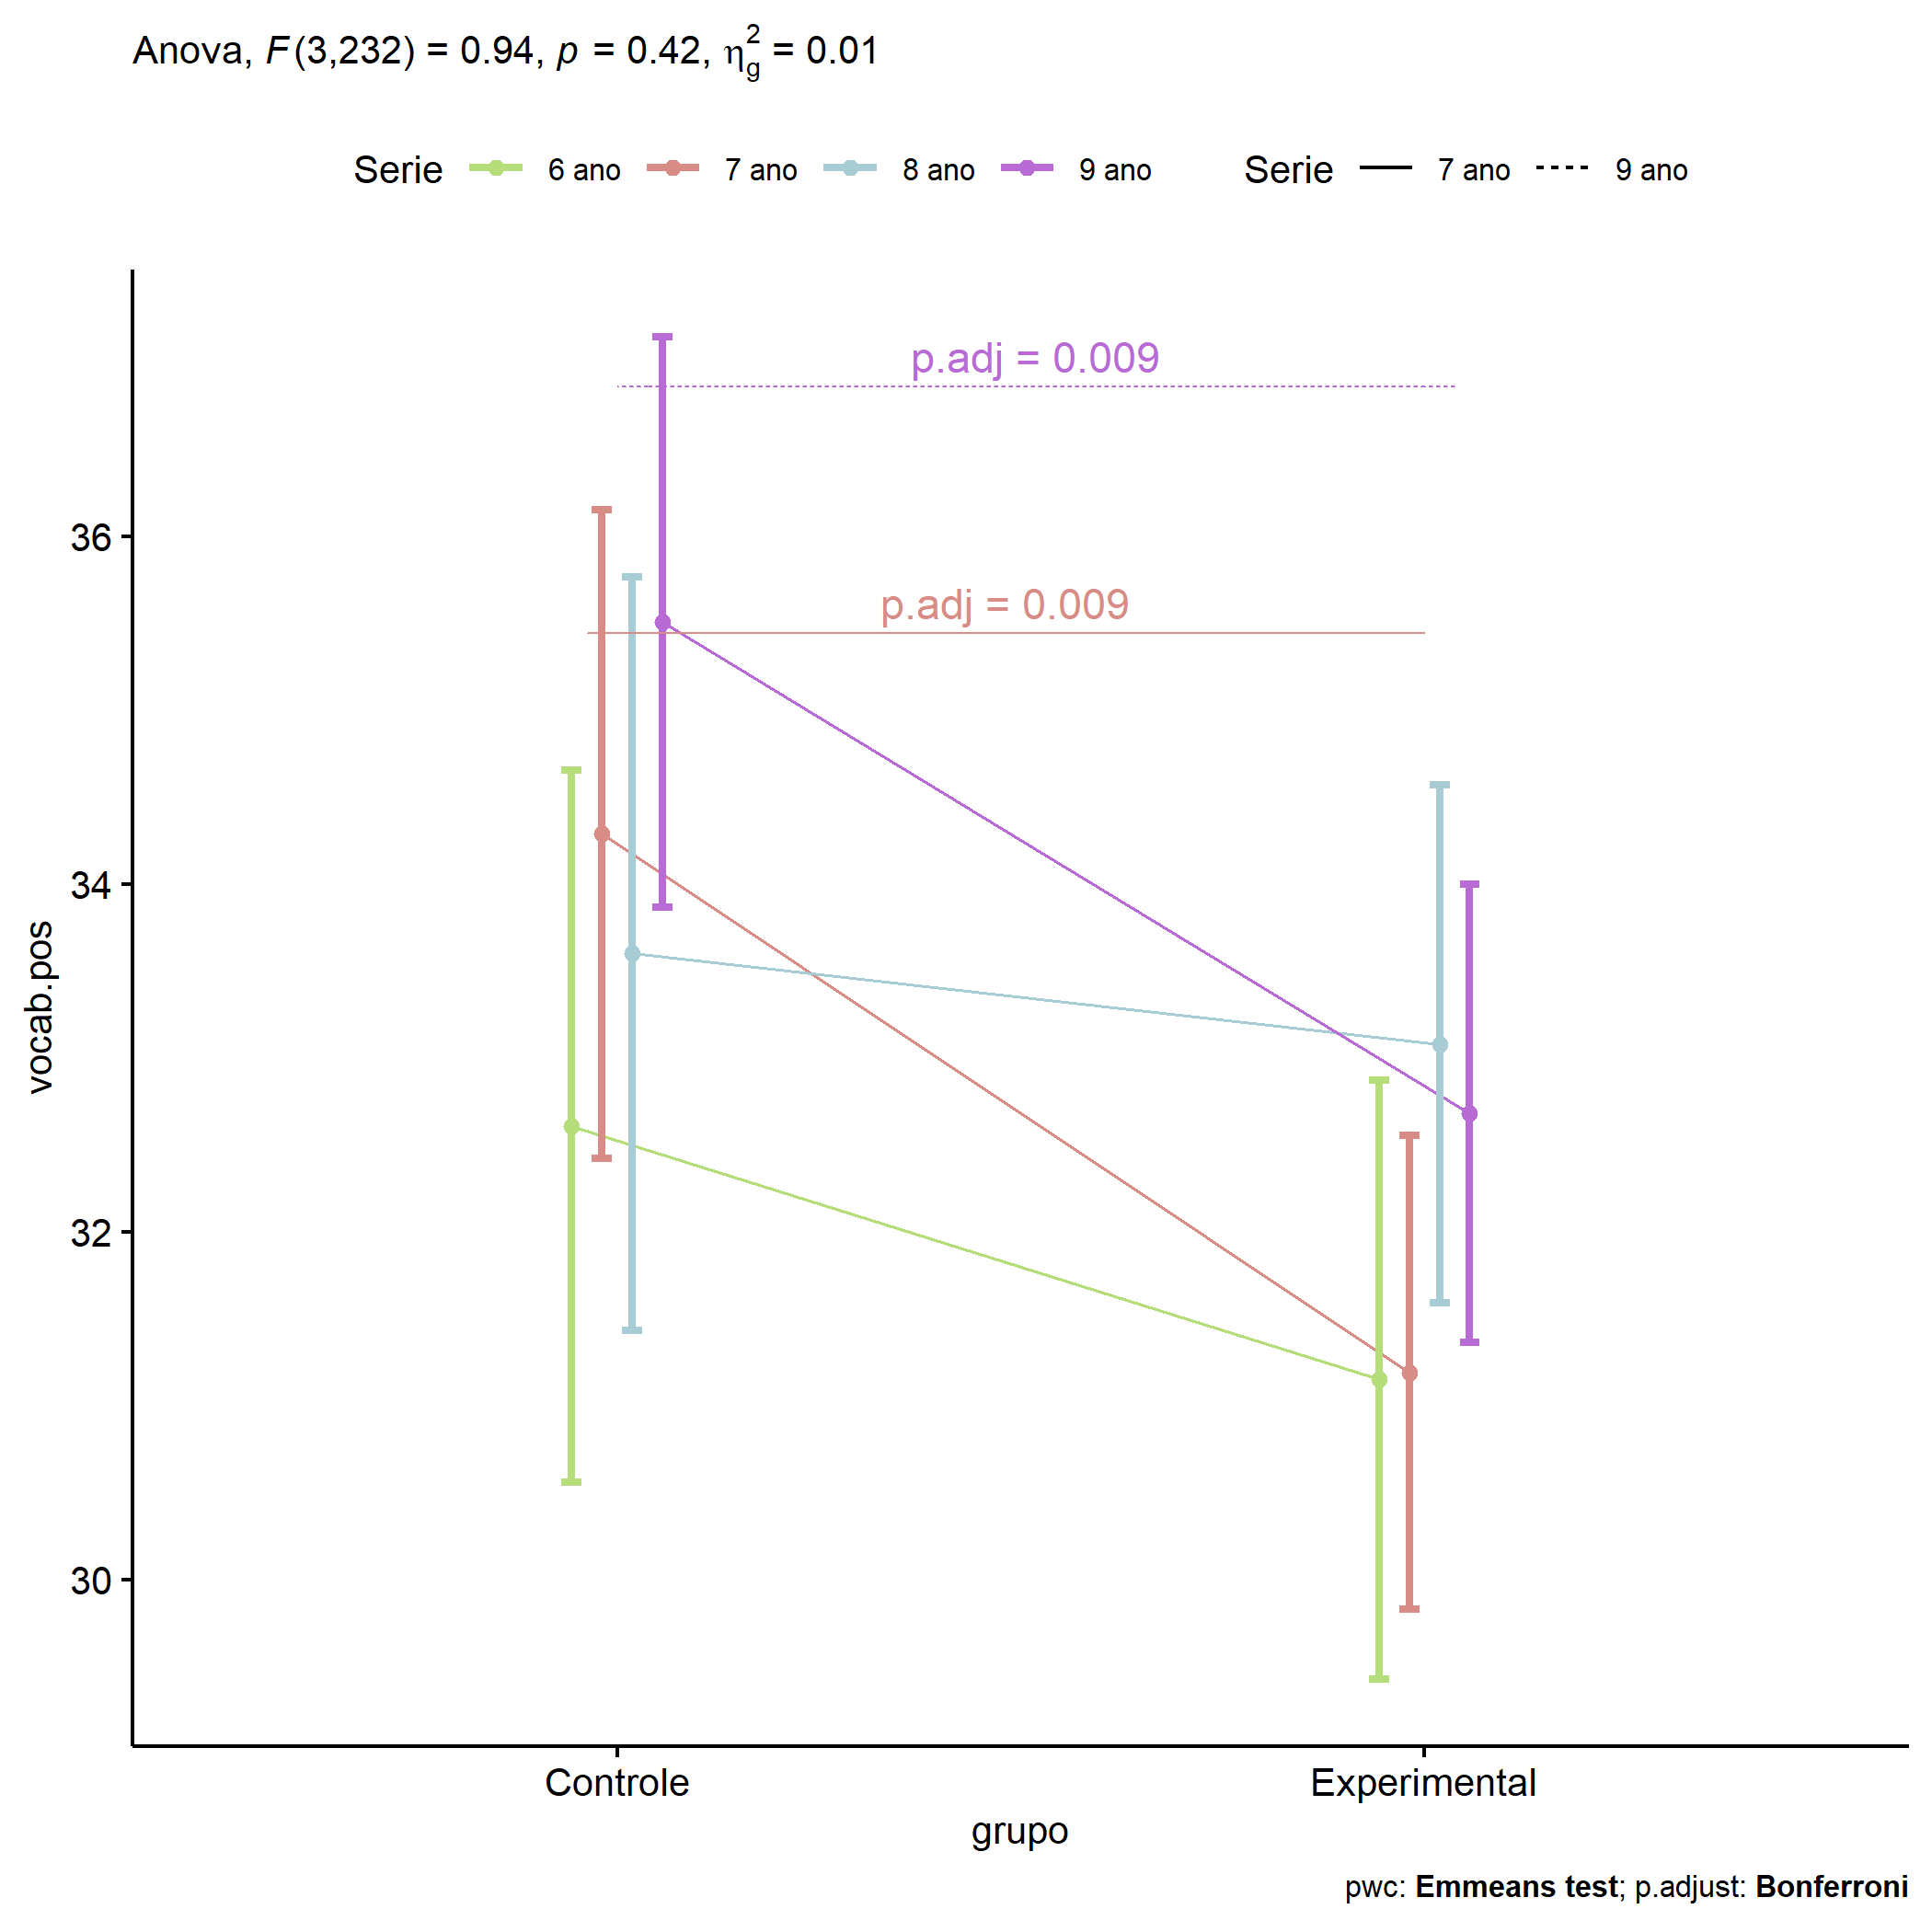 Anova, F(3,232) = 0.94, p = 0.42, η²g = 0.01
Serie 6 ano 7 ano 8 ano 9 ano Serie 7 ano 9 ano
p.adj = 0.009
36
p.adj = 0.009
34
vocab.pos
32
30
Controle Experimental
grupo
pwc: Emmeans test; p.adjust: Bonferroni